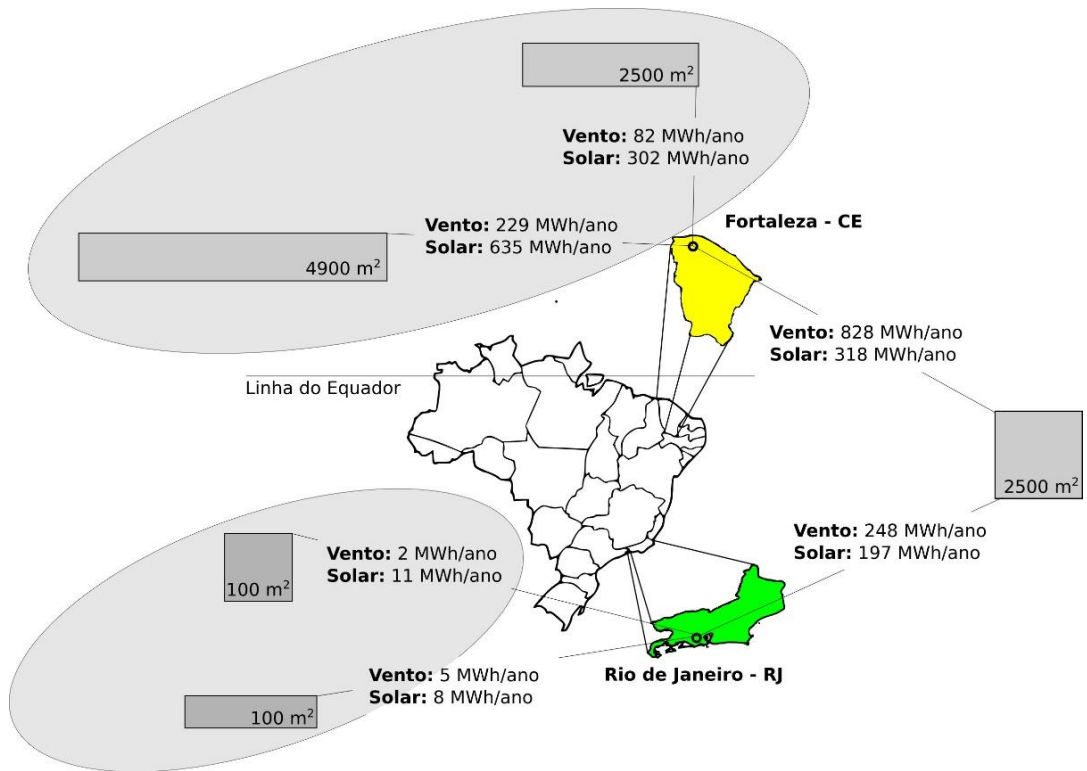 2500 m²
Vento: 82 MWh/ano
Solar: 302 MWh/ano
Vento: 229 MWh/ano
Solar: 635 MWh/ano
4900 m²
Fortaleza - CE
Vento: 828 MWh/ano
Solar: 318 MWh/ano
Linha do Equador
2500 m²
Vento: 248 MWh/ano
Solar: 197 MWh/ano
Vento: 2 MWh/ano
Solar: 11 MWh/ano
100 m²
Rio de Janeiro - RJ
Vento: 5 MWh/ano
Solar: 8 MWh/ano
100 m²